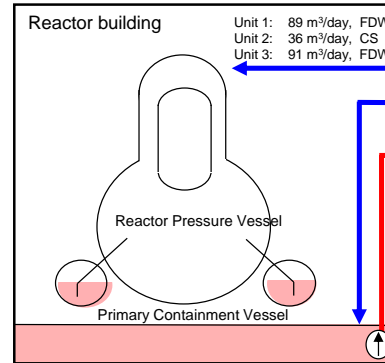 Reactor building
Unit 1: 89 m³/day, FDW
Unit 2: 36 m³/day, CS
Unit 3: 91 m³/day, FDW
Reactor Pressure Vessel
Primary Containment Vessel